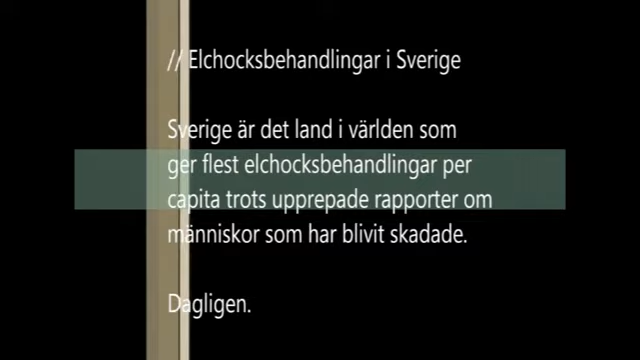 // Elchocksbehandlingar i Sverige
Sverige är det land i världen som
ger flest elchocksbehandlingar per
capita trots upprepade rapporter om
människor som har blivit skadade.
Dagligen.